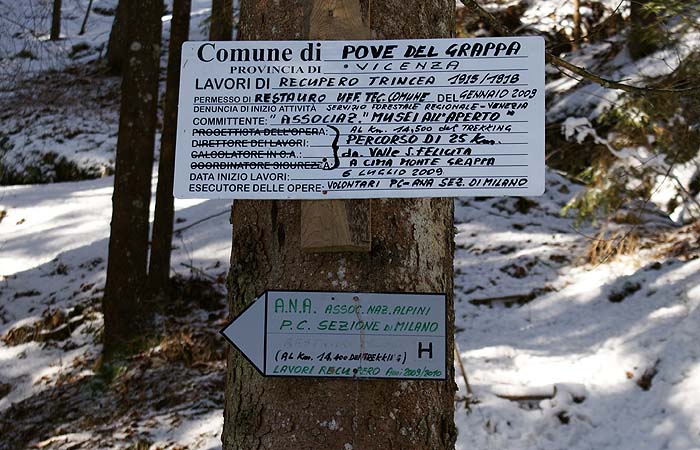 Comune di POVE DEL GRAPPA
PROVINCIA DI VICENZA
LAVORI DI RECUPERO TRINCEA 1915/1918
PERMESSO DI RESTAURO UFF. TEC. COMUNE DEL GENNAIO 2009
DENUNCIA DI INIZIO ATTIVITÀ SERVIZIO FORESTALE REGIONALE-VENEZIA
COMMITTENTE: "ASSOCIAZ. "MUSEI ALL'APERTO"
PROGETTISTA DELL'OPERA: AL Km. 14,500 del TREKKING
DIRETTORE DEI LAVORI: PERCORSO DI 25 Km.
CALCOLATORE IN C.A.: da VALLE S. FELICITA
COORDINATORE SICUREZZA A CIMA MONTE GRAPPA
DATA INIZIO LAVORI: 6 LUGLIO 2009
ESECUTORE DELLE OPERE: VOLONTARI PC-ANA SEZ. DI MILANO
A.N.A. ASSOC. NAZ. ALPINI
P.C. SEZIONE DI MILANO
(AL Km. 14,400 DEL TREKKING) H
LAVORI RECUPERO Anni 2009/2010